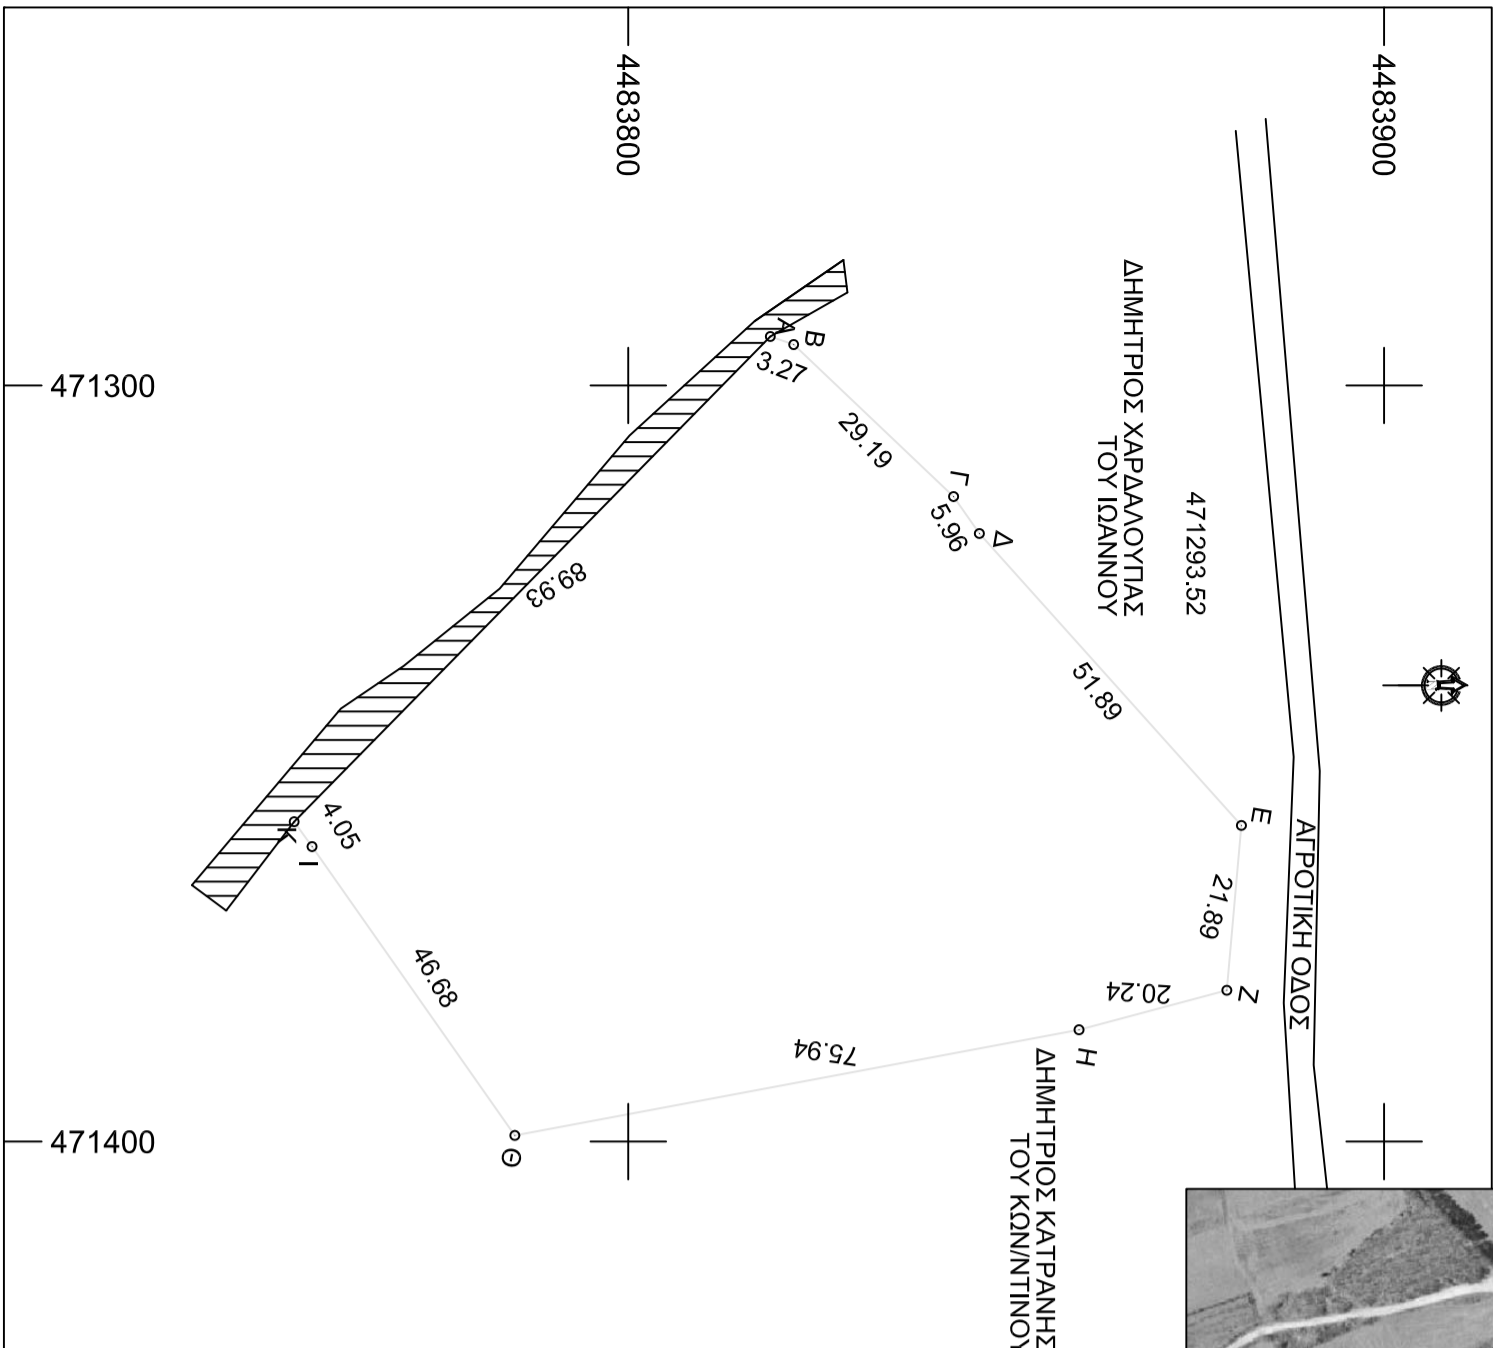 4483800
4483900
471300
471400
ΔΗΜΗΤΡΙΟΣ ΧΑΡΔΑΛΟΥΠΑΣ
ΤΟΥ ΙΩΑΝΝΟΥ
471293.52
ΑΓΡΟΤΙΚΗ ΟΔΟΣ
ΔΗΜΗΤΡΙΟΣ ΚΑΤΡΑΝΗΣ
ΤΟΥ ΚΩΝ/ΝΤΙΝΟΥ
Α
Β
Γ
Δ
Ε
Ζ
Η
Θ
Ι
Κ
3.27
29.19
5.96
51.89
21.89
20.24
75.94
46.68
4.05
89.93